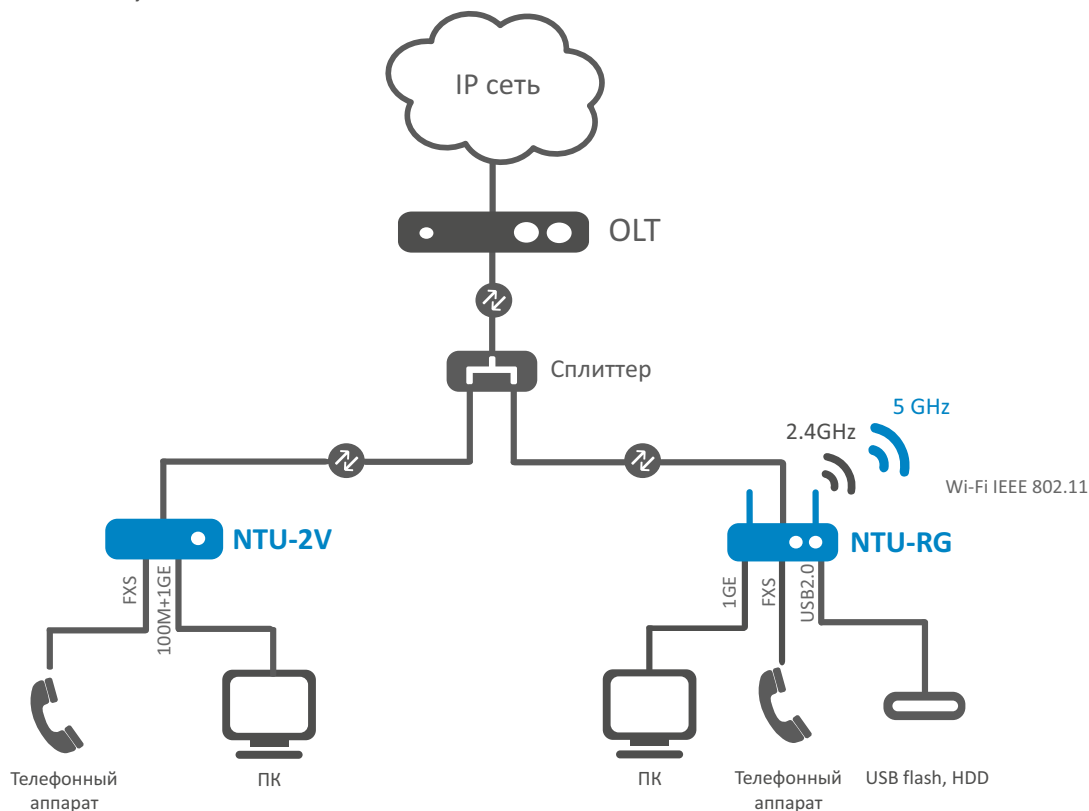 IP сеть
OLT
Сплиттер
5 GHz
2.4GHz
Wi-Fi IEEE 802.11
NTU-2V
NTU-RG
FXS
100M+1GE
1GE
FXS
USB2.0
Телефонный
аппарат
ПК
ПК
Телефонный
аппарат
USB flash, HDD